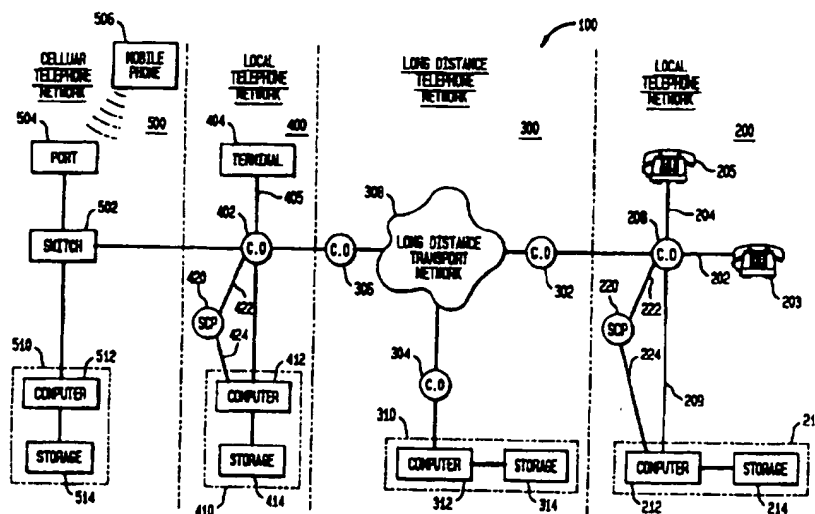 506
MOBILE
PHONE
CELLUAR
TELEPHONE
NETWORK
504
500
PORT
502
SWITCH
510
512
COMPUTER
STORAGE
514
LOCAL
TELEPHONE
NETWORK
404
400
TERMINAL
405
402
C.O
420
422
SCP
424
412
COMPUTER
STORAGE
410
414
LONG DISTANCE
TELEPHONE
NETWORK
100
300
308
LONG DISTANCE
TRANSPORT
NETWORK
C.O
306
C.O
302
304
C.O
310
COMPUTER
STORAGE
312
314
LOCAL
TELEPHONE
NETWORK
200
205
204
208
C.O
202
203
220
222
SCP
224
209
COMPUTER
STORAGE
212
214